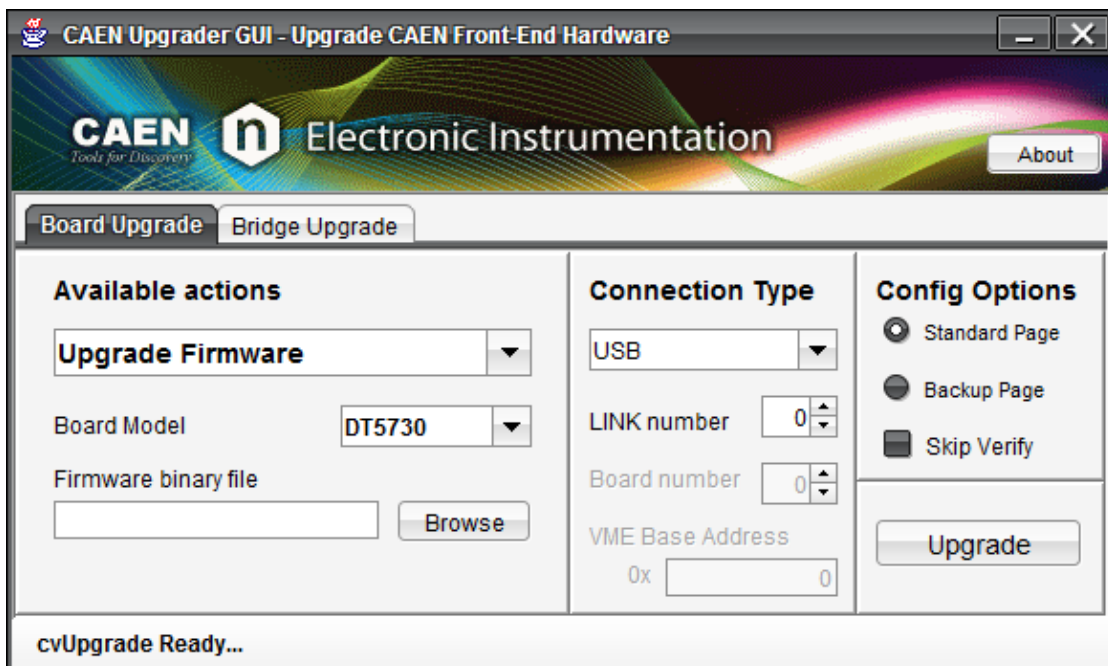 CAEN Upgrader GUI - Upgrade CAEN Front-End Hardware
CAEN n Electronic Instrumentation
Tools for Discovery
About
Board Upgrade
Bridge Upgrade
Available actions
Upgrade Firmware
Board Model
DT5730
Firmware binary file
Browse
Connection Type
USB
LINK number
0
Board number
0
VME Base Address
0x
0
Config Options
Standard Page
Backup Page
Skip Verify
Upgrade
cvUpgrade Ready...